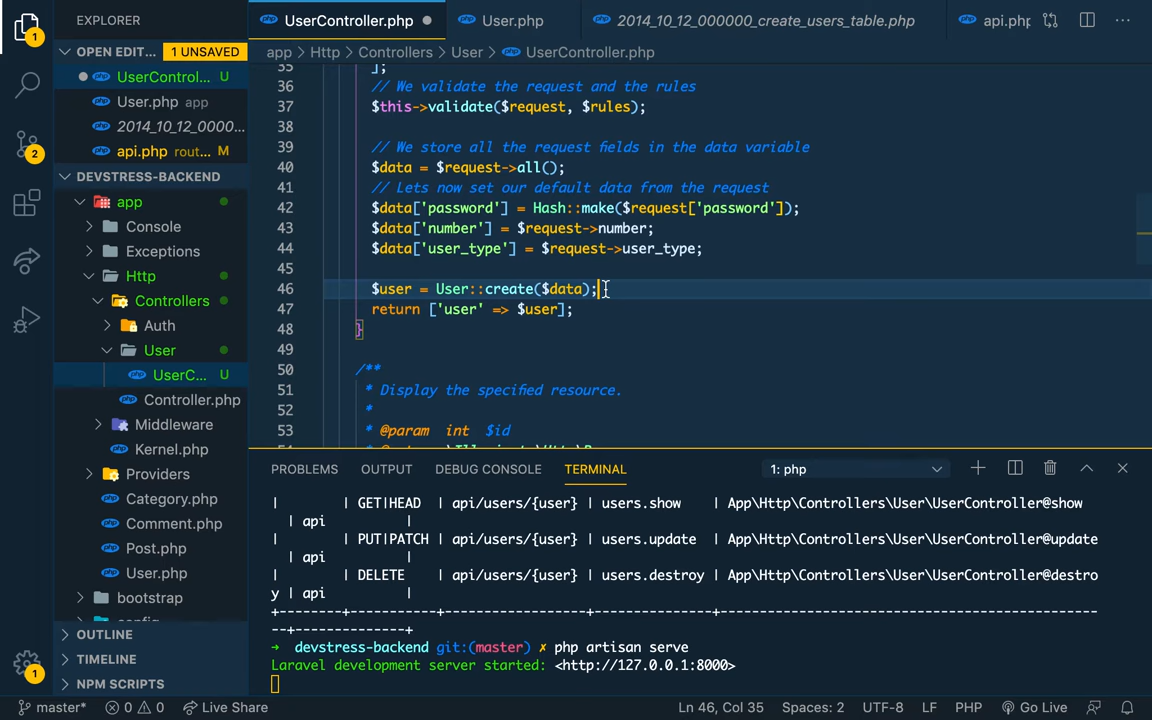 EXPLORER
UserController.php
User.php
2014_10_12_000000_create_users_table.php
api.php
1
OPEN EDIT... 1 UNSAVED
app > Http > Controllers > User > UserController.php
UserControl... U
User.php app
2014_10_12_0000...
api.php rout... M
2
DEVSTRESS-BACKEND
app
Console
Exceptions
Http
Controllers
Auth
User
UserC... U
Controller.php
Middleware
Kernel.php
Providers
Category.php
Comment.php
Post.php
User.php
bootstrap
config
OUTLINE
TIMELINE
NPM SCRIPTS
1
35 ];
36 // We validate the request and the rules
37 $this->validate($request, $rules);
38
39 // We store all the request fields in the data variable
40 $data = $request->all();
41 // Lets now set our default data from the request
42 $data['password'] = Hash::make($request['password']);
43 $data['number'] = $request->number;
44 $data['user_type'] = $request->user_type;
45
46 $user = User::create($data);
47 return ['user' => $user];
48 }
49
50 /**
51 * Display the specified resource.
52 *
53 * @param int $id
PROBLEMS OUTPUT DEBUG CONSOLE TERMINAL 1: php
| | GET|HEAD | api/users/{user} | users.show | App\Http\Controllers\User\UserController@show
| api |
| | PUT|PATCH | api/users/{user} | users.update | App\Http\Controllers\User\UserController@update
| api |
| | DELETE | api/users/{user} | users.destroy | App\Http\Controllers\User\UserController@destro
y | api |
+--------+-----------+------------------+---------------+-----------------------------------------------
--+--------------+
→ devstress-backend git:(master) ✗ php artisan serve
Laravel development server started: <http://127.0.0.1:8000>
master* 0 0 Live Share Ln 46, Col 35 Spaces: 2 UTF-8 LF PHP Go Live